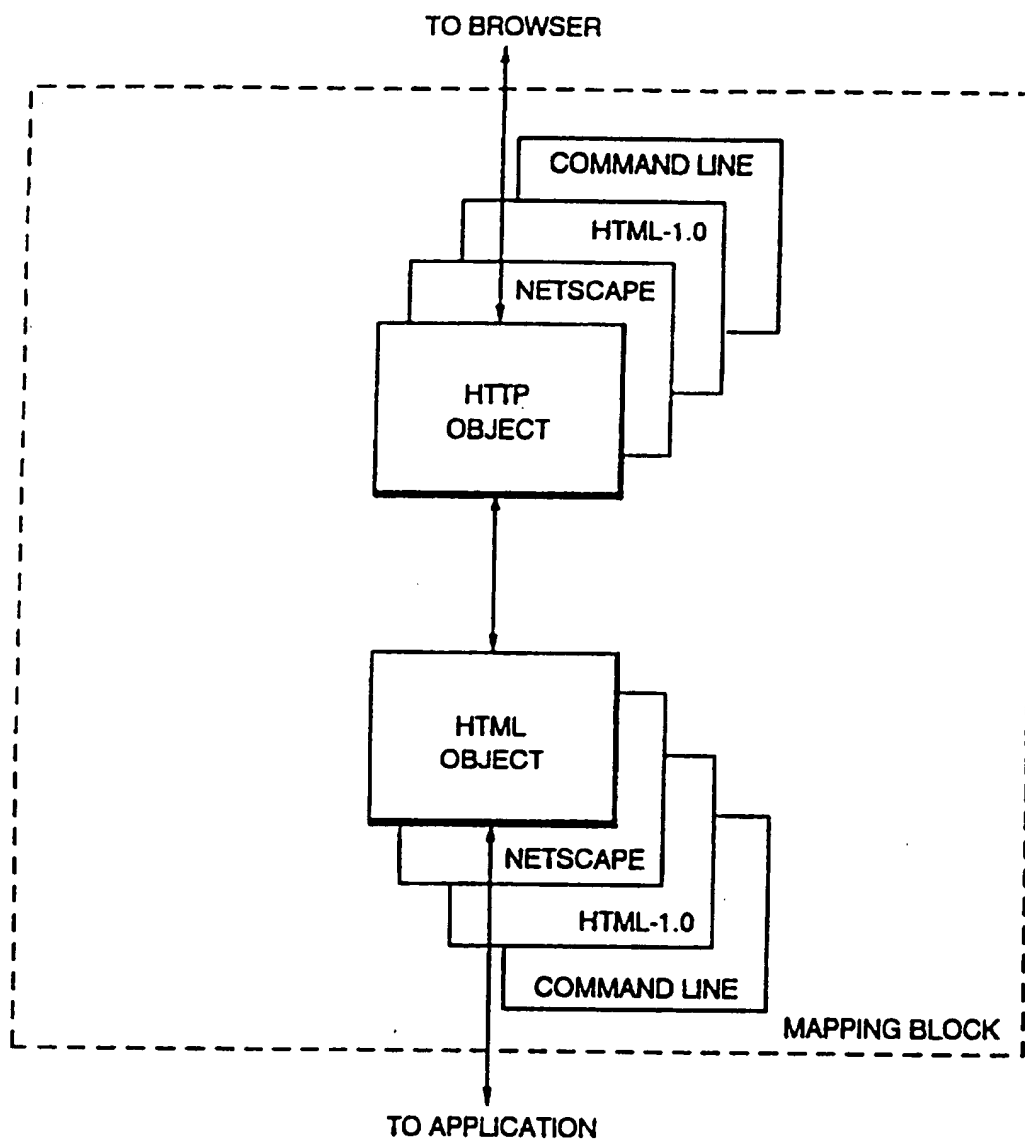 TO BROWSER
COMMAND LINE
HTML-1.0
NETSCAPE
HTTP
OBJECT
HTML
OBJECT
NETSCAPE
HTML-1.0
COMMAND LINE
MAPPING BLOCK
TO APPLICATION